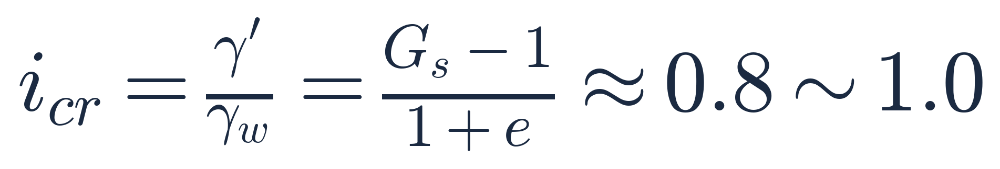 i_{cr} = \frac{\gamma'}{\gamma_w} = \frac{G_s - 1}{1 + e} \approx 0.8 \sim 1.0